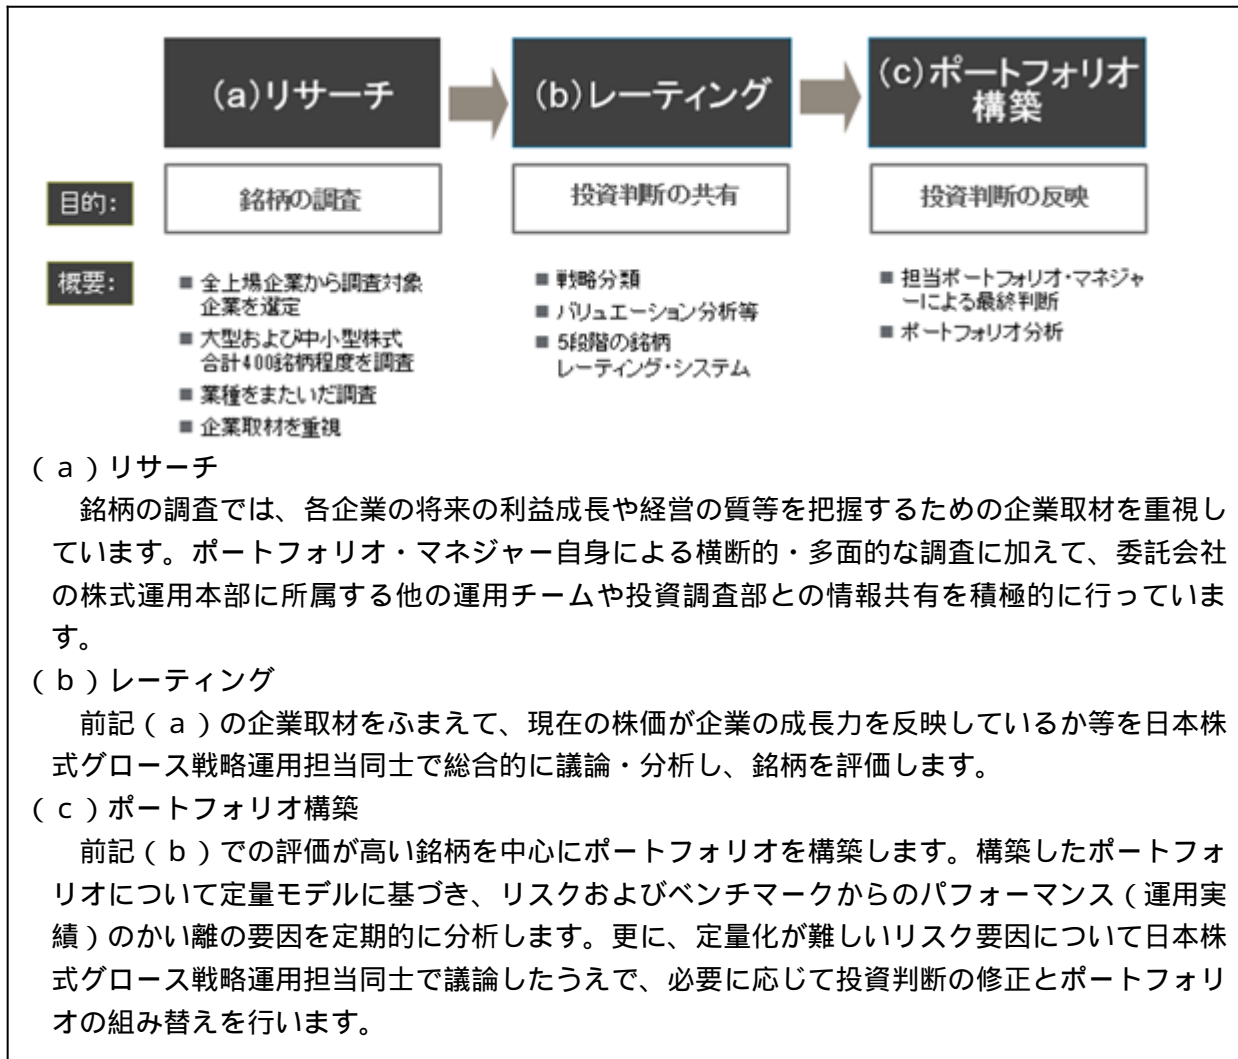 (a)リサーチ
(b)レーティング
(c)ポートフォリオ
構築
目的:
銘柄の調査
投資判断の共有
投資判断の反映
概要:
■ 全上場企業から調査対象
企業を選定
■ 大型および中小型株式
合計400銘柄程度を調査
■ 業種をまたいだ調査
■ 企業取材を重視
■ 戦略分類
■ バリュエーション分析等
■ 5段階の銘柄
レーティング・システム
■ 担当ポートフォリオ・マネジャ
ーによる最終判断
■ ポートフォリオ分析
(a)リサーチ
銘柄の調査では、各企業の将来の利益成長や経営の質等を把握するための企業取材を重視し
ています。ポートフォリオ・マネジャー自身による横断的・多面的な調査に加えて、委託会社
の株式運用本部に所属する他の運用チームや投資調査部との情報共有を積極的に行っていま
す。
(b)レーティング
前記(a)の企業取材をふまえて、現在の株価が企業の成長力を反映しているか等を日本株
式グロース戦略運用担当同士で総合的に議論・分析し、銘柄を評価します。
(c)ポートフォリオ構築
前記(b)での評価が高い銘柄を中心にポートフォリオを構築します。構築したポートフォ
リオについて定量モデルに基づき、リスクおよびベンチマークからのパフォーマンス(運用実
績)のかい離の要因を定期的に分析します。更に、定量化が難しいリスク要因について日本株
式グロース戦略運用担当同士で議論したうえで、必要に応じて投資判断の修正とポートフォリ
オの組み替えを行います。